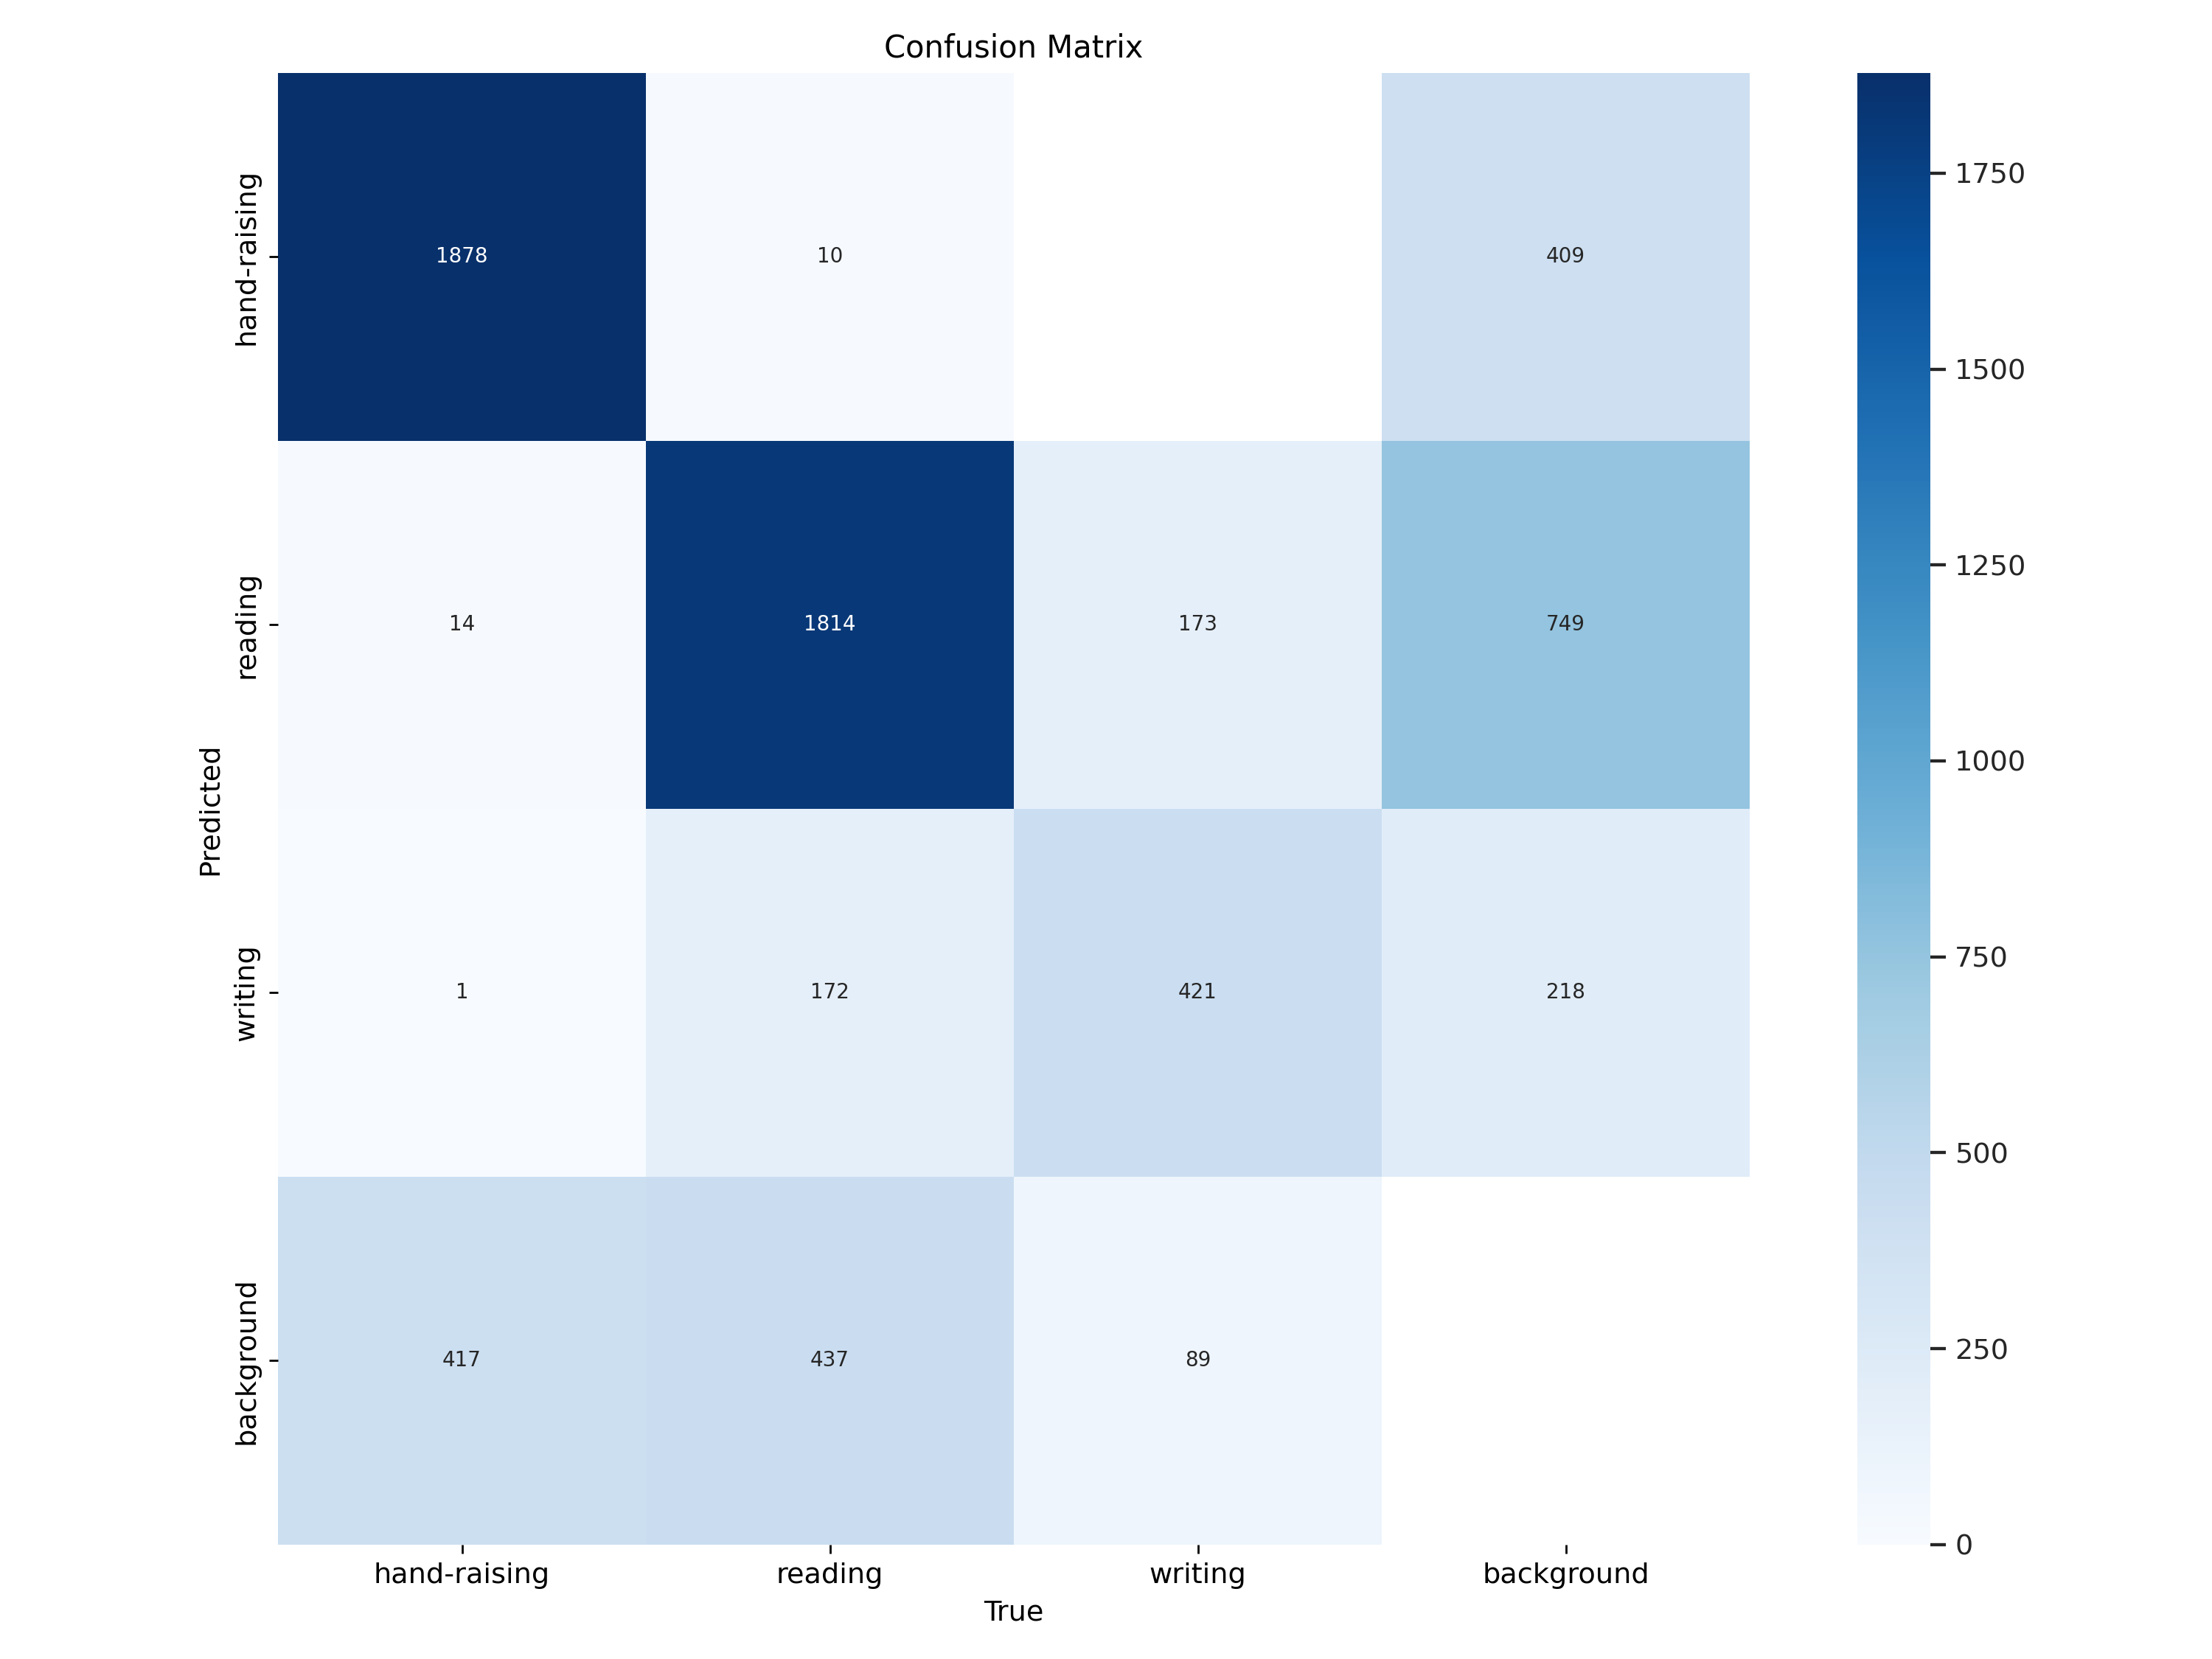 Confusion Matrix
hand-raising
1878
10
409
reading
14
1814
173
749
writing
1
172
421
218
background
417
437
89
Predicted
hand-raising
reading
writing
background
True
1750
1500
1250
1000
750
500
250
0